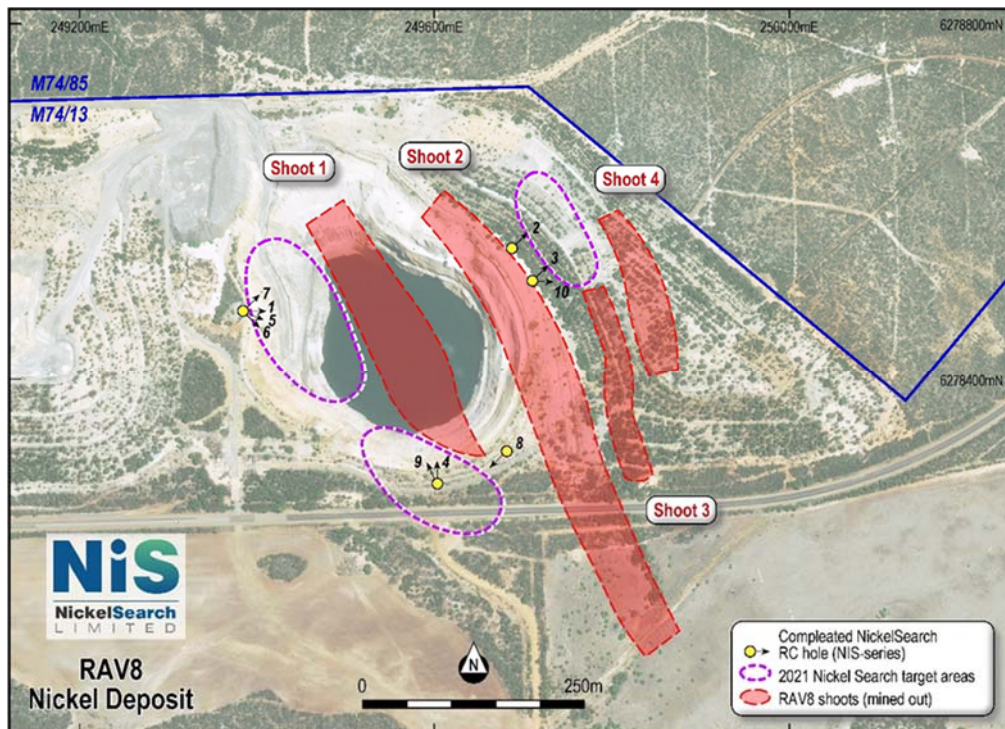 249200mE
249600mE
250000mE
6278800mN
M74/85
M74/13
Shoot 1
Shoot 2
Shoot 4
2
3
10
7
1
5
6
6278400mN
8
9
4
Shoot 3
NiS
NickelSearch
LIMITED
RAV8
Nickel Deposit
N
0
250m
Compleated NickelSearch
RC hole (NIS-series)
2021 Nickel Search target areas
RAV8 shoots (mined out)